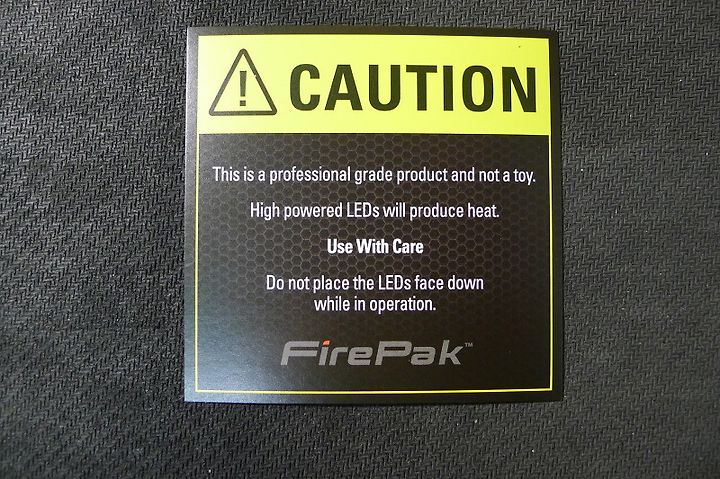 CAUTION
This is a professional grade product and not a toy.
High powered LEDs will produce heat.
Use With Care
Do not place the LEDs face down
while in operation.
FirePak™